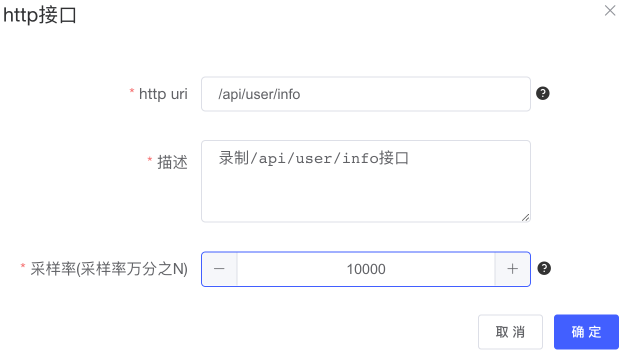 http接口
* http uri
/api/user/info
* 描述
录制/api/user/info接口
* 采样率(采样率万分之N)
10000
取 消
确 定